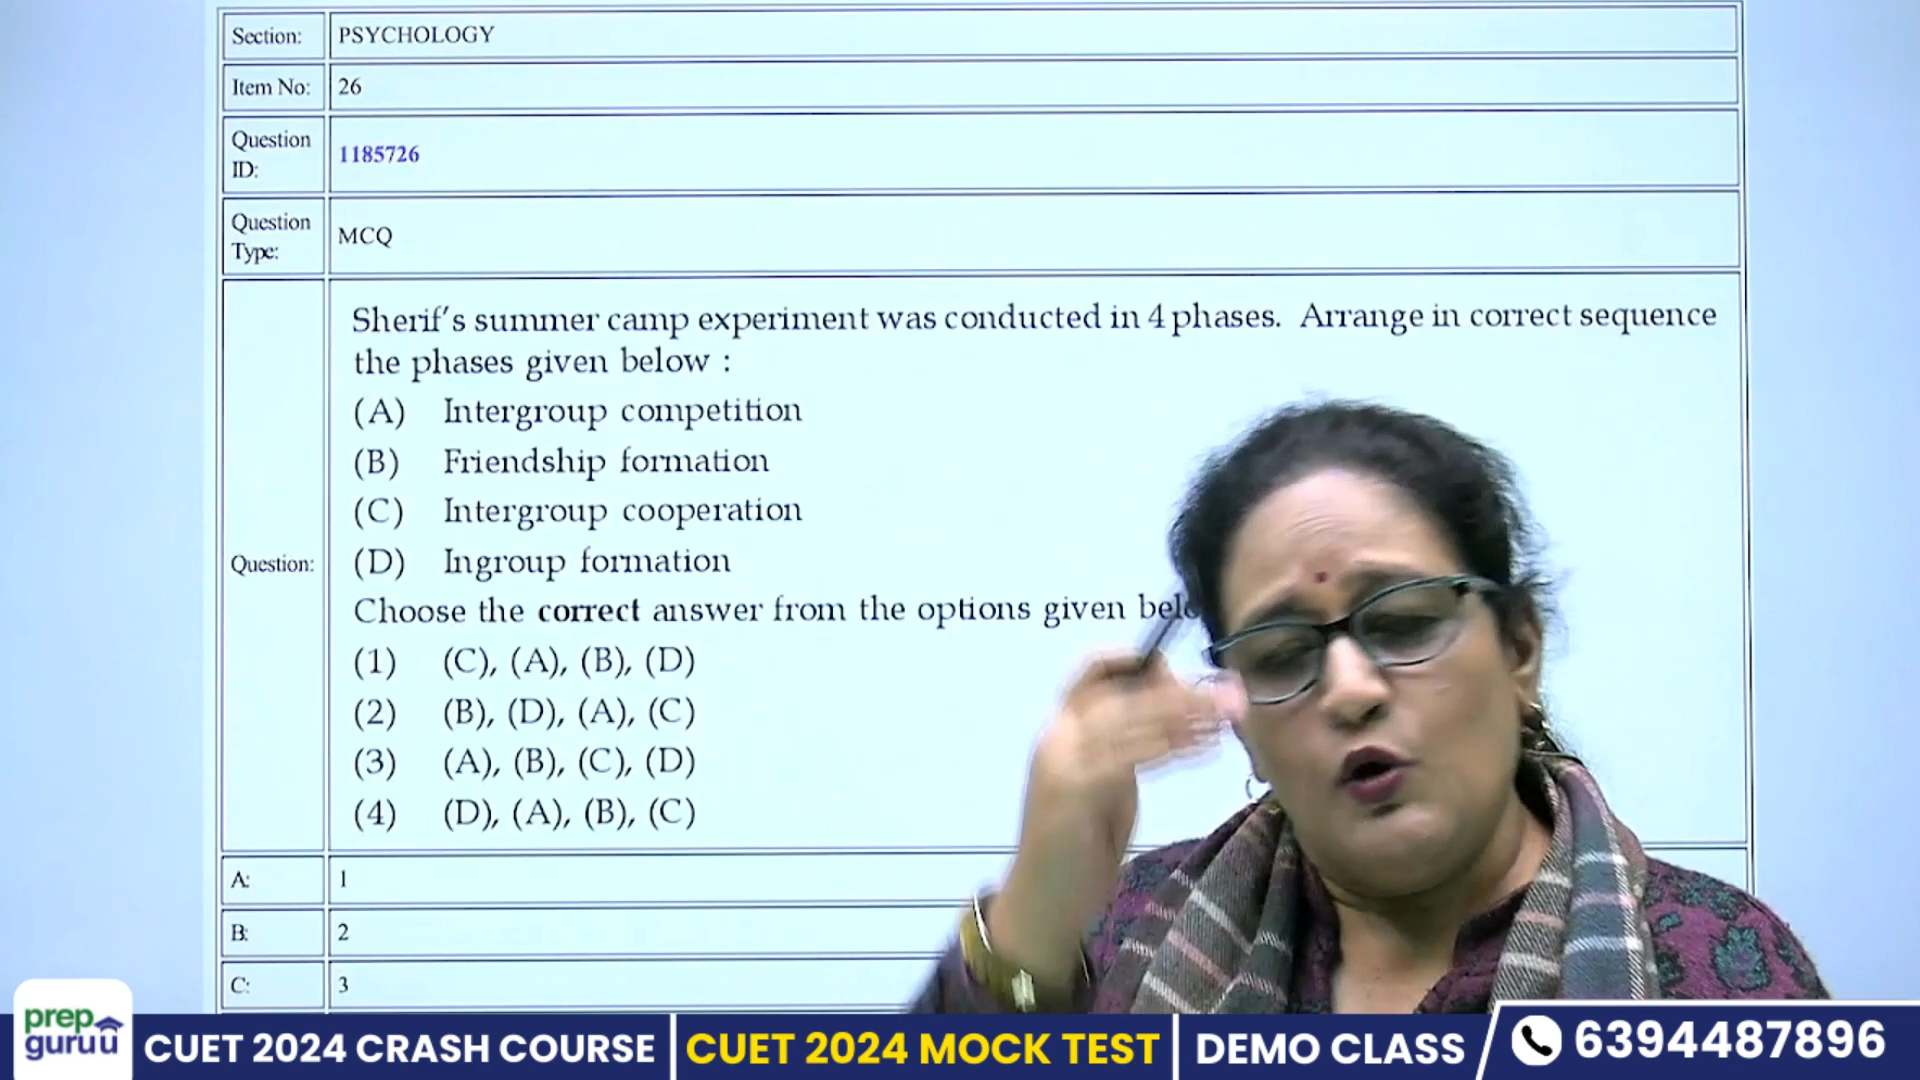 Section: PSYCHOLOGY
Item No: 26
Question ID: 1185726
Question Type: MCQ
Question:
Sherif's summer camp experiment was conducted in 4 phases. Arrange in correct sequence
the phases given below :
(A) Intergroup competition
(B) Friendship formation
(C) Intergroup cooperation
(D) Ingroup formation
Choose the correct answer from the options given
(1) (C), (A), (B), (D)
(2) (B), (D), (A), (C)
(3) (A), (B), (C), (D)
(4) (D), (A), (B), (C)
A: 1
B: 2
C: 3
prep guruu
CUET 2024 CRASH COURSE | CUET 2024 MOCK TEST | DEMO CLASS / 6394487896